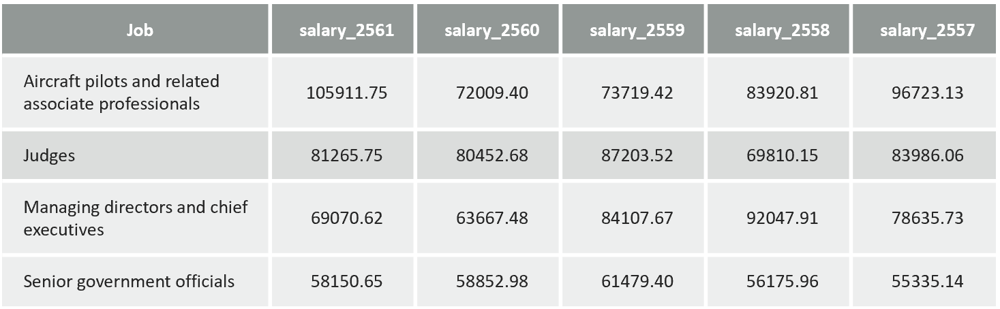 Job salary_2561 salary_2560 salary_2559 salary_2558 salary_2557
Aircraft pilots and related
associate professionals 105911.75 72009.40 73719.42 83920.81 96723.13
Judges 81265.75 80452.68 87203.52 69810.15 83986.06
Managing directors and chief
executives 69070.62 63667.48 84107.67 92047.91 78635.73
Senior government officials 58150.65 58852.98 61479.40 56175.96 55335.14